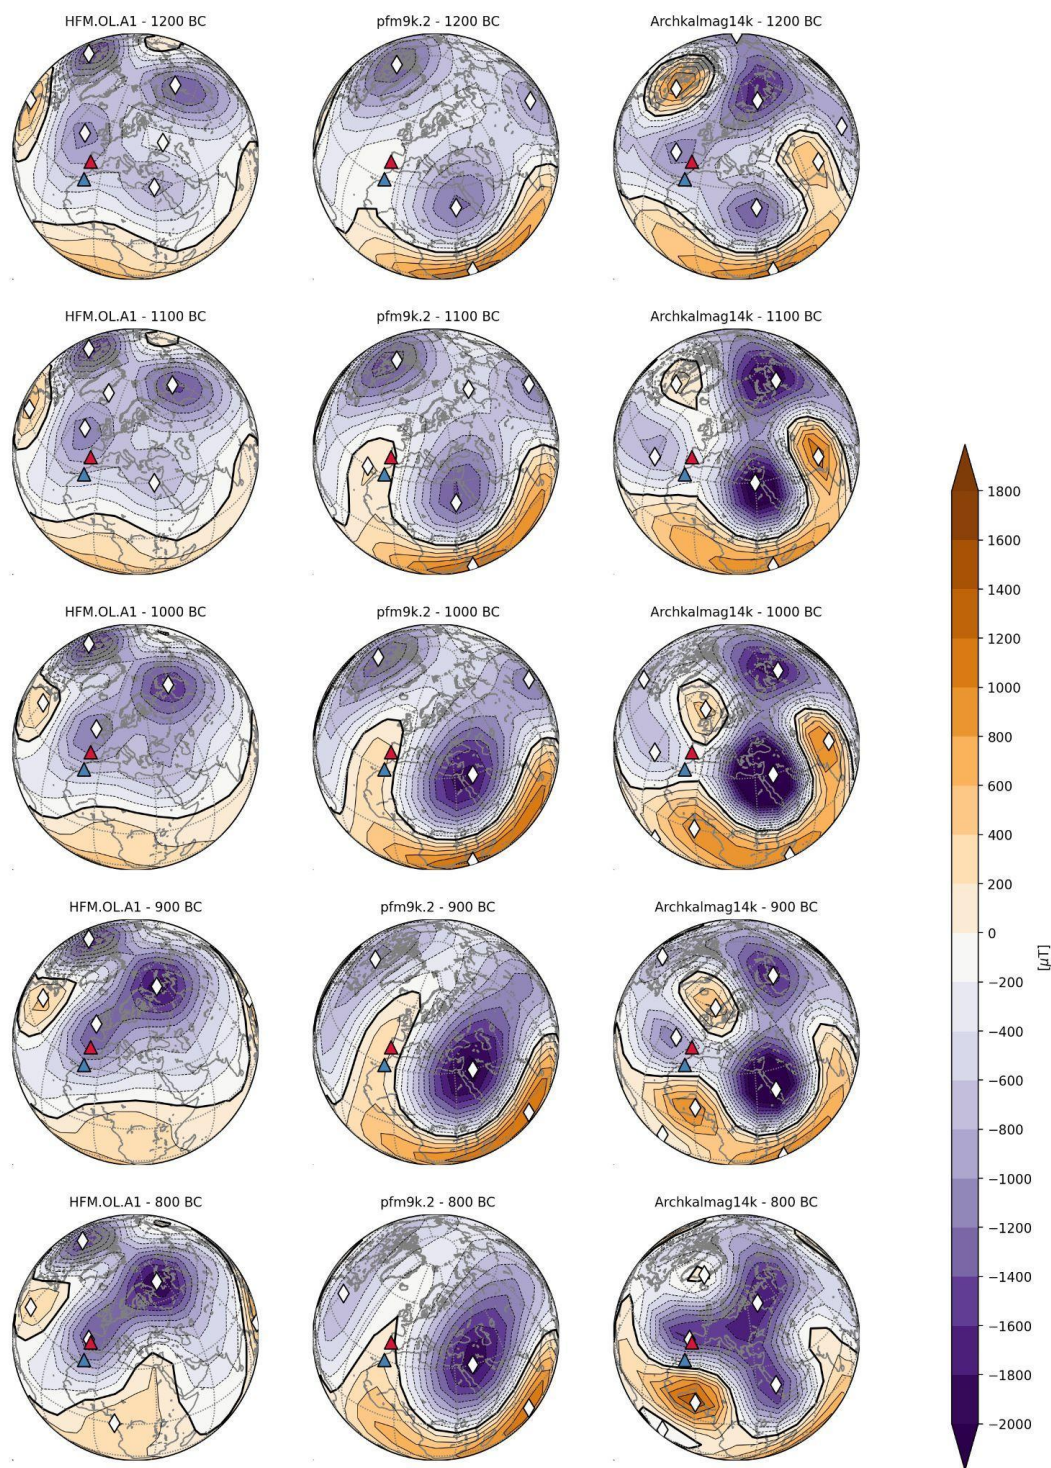 HFM.OL.A1 - 1200 BC
pfm9k.2 - 1200 BC
Archkalmag14k - 1200 BC
HFM.OL.A1 - 1100 BC
pfm9k.2 - 1100 BC
Archkalmag14k - 1100 BC
HFM.OL.A1 - 1000 BC
pfm9k.2 - 1000 BC
Archkalmag14k - 1000 BC
HFM.OL.A1 - 900 BC
pfm9k.2 - 900 BC
Archkalmag14k - 900 BC
HFM.OL.A1 - 800 BC
pfm9k.2 - 800 BC
Archkalmag14k - 800 BC
1800
1600
1400
1200
1000
800
600
400
200
0
−200
−400
−600
−800
−1000
−1200
−1400
−1600
−1800
−2000
[μT]